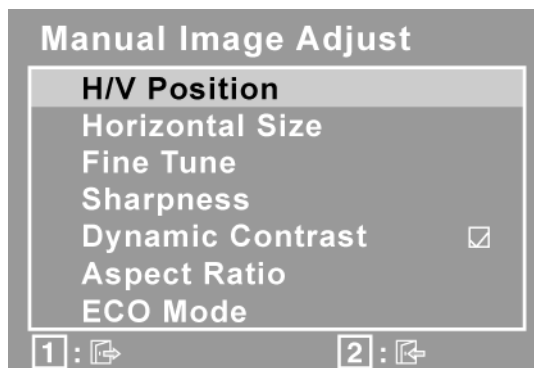 Manual Image Adjust
H/V Position
Horizontal Size
Fine Tune
Sharpness
Dynamic Contrast
Aspect Ratio
ECO Mode
1 : 2 :